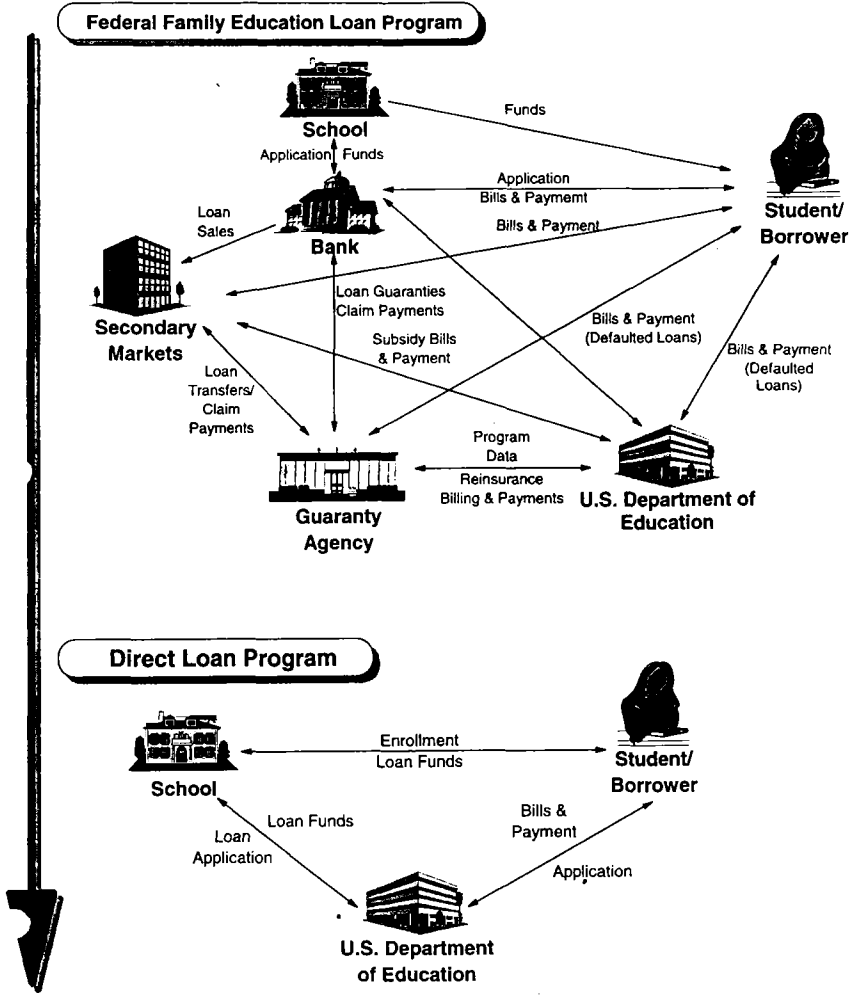 Federal Family Education Loan Program
School
Funds
Application Funds
Application
Bills & Paymemt
Student/
Borrower
Loan
Sales
Bank
Bills & Payment
Secondary
Markets
Loan Guaranties
Claim Payments
Subsidy Bills
& Payment
Bills & Payment
(Defaulted Loans)
Bills & Payment
(Defaulted
Loans)
Loan
Transfers/
Claim
Payments
Program
Data
Reinsurance
Billing & Payments
Guaranty
Agency
U.S. Department of
Education
Direct Loan Program
School
Enrollment
Loan Funds
Student/
Borrower
Loan Funds
Loan
Application
Bills &
Payment
Application
U.S. Department
of Education